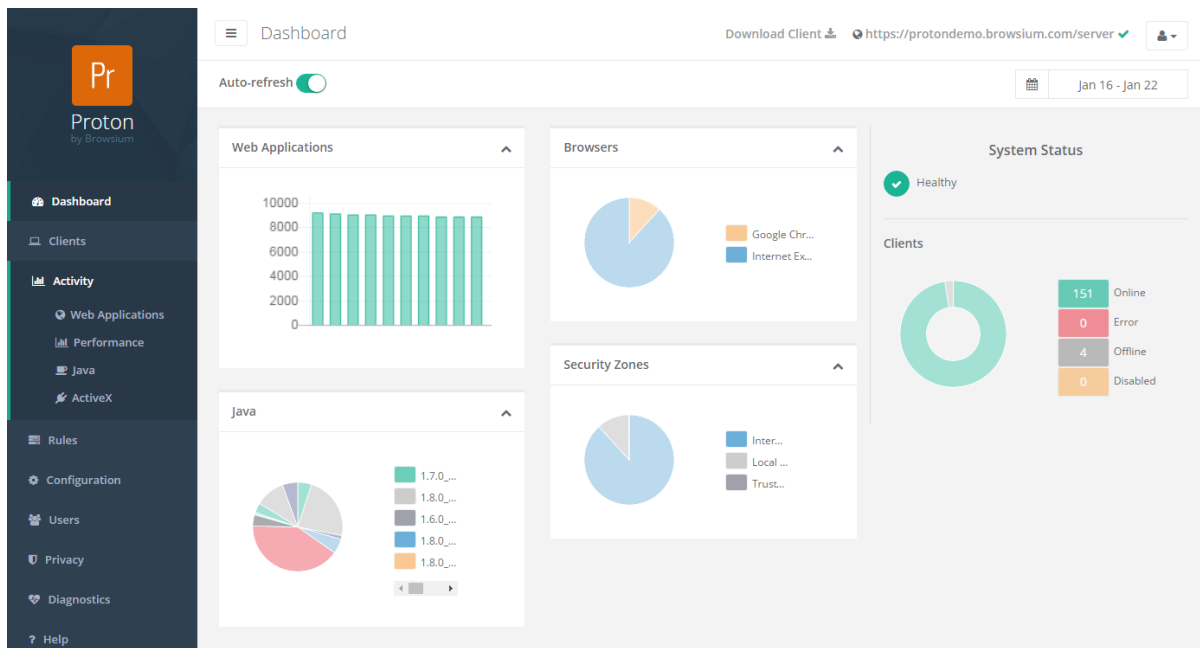 Pr
Proton
by Browsium
Dashboard
Clients
Activity
Web Applications
Performance
Java
ActiveX
Rules
Configuration
Users
Privacy
Diagnostics
? Help
Dashboard
Download Client
https://protondemo.browsium.com/server
Auto-refresh
Jan 16 - Jan 22
Web Applications
10000
8000
6000
4000
2000
0
Java
1.7.0_...
1.8.0_...
1.6.0_...
1.8.0_...
1.8.0_...
Browsers
Google Chr...
Internet Ex...
Security Zones
Inter...
Local ...
Trust...
System Status
Healthy
Clients
151 Online
0 Error
4 Offline
0 Disabled